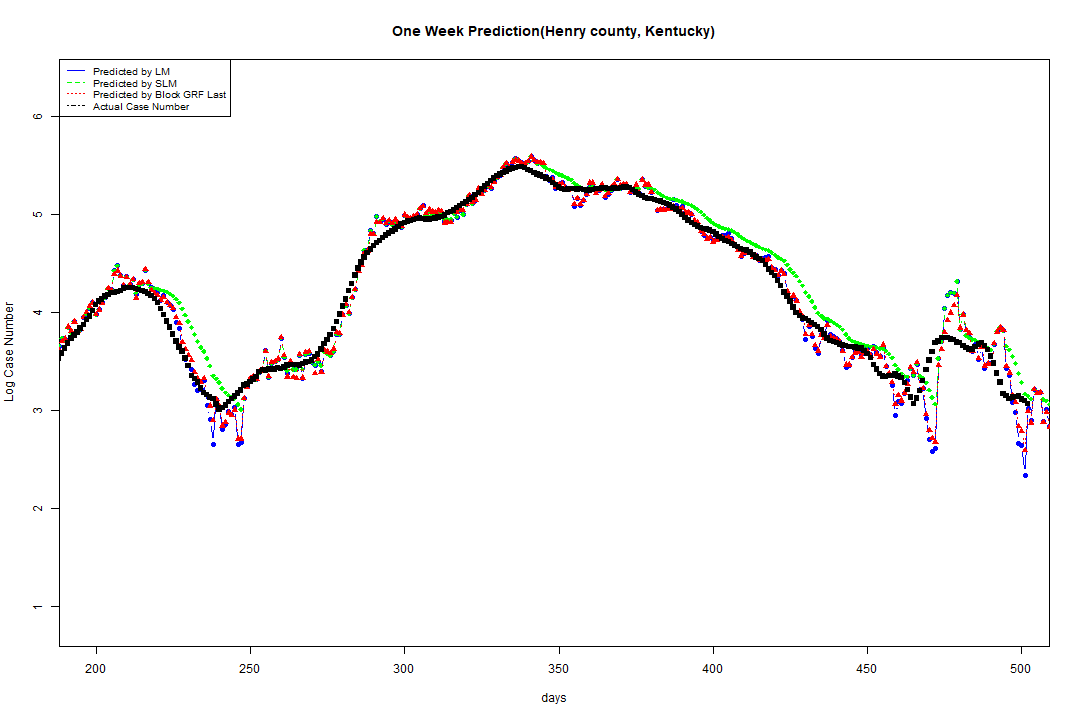 One Week Prediction(Henry county, Kentucky)
Predicted by LM
Predicted by SLM
Predicted by Block GRF Last
Actual Case Number
6
5
4
3
2
1
Log Case Number
200 250 300 350 400 450 500
days